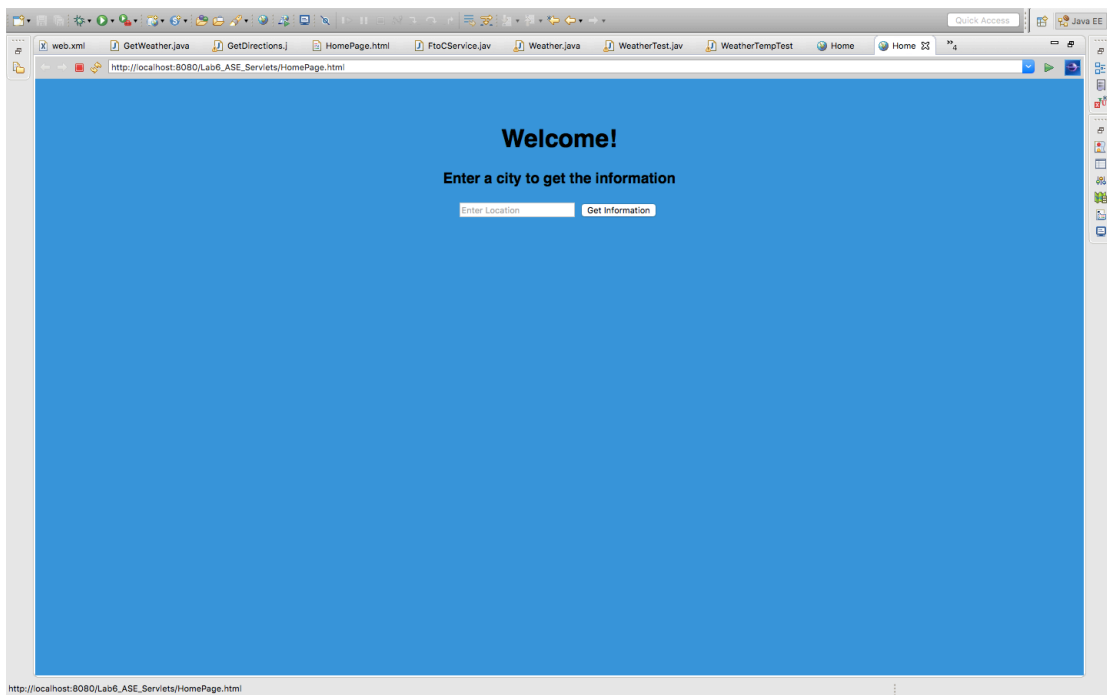 Quick Access
Java EE
web.xml GetWeather.java GetDirections.j HomePage.html FtoCService.jav Weather.java WeatherTest.jav WeatherTempTest Home Home »4
http://localhost:8080/Lab6_ASE_Servlets/HomePage.html
Welcome!
Enter a city to get the information
Enter Location Get Information
http://localhost:8080/Lab6_ASE_Servlets/HomePage.html